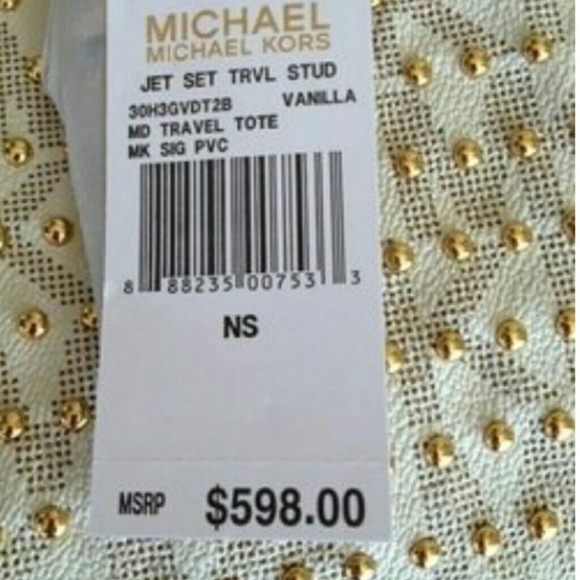 MICHAEL
MICHAEL KORS
JET SET TRVL STUD
30H3GVDT2B VANILLA
MD TRAVEL TOTE
MK SIG PVC
8 88235 00753 3
NS
MSRP $598.00